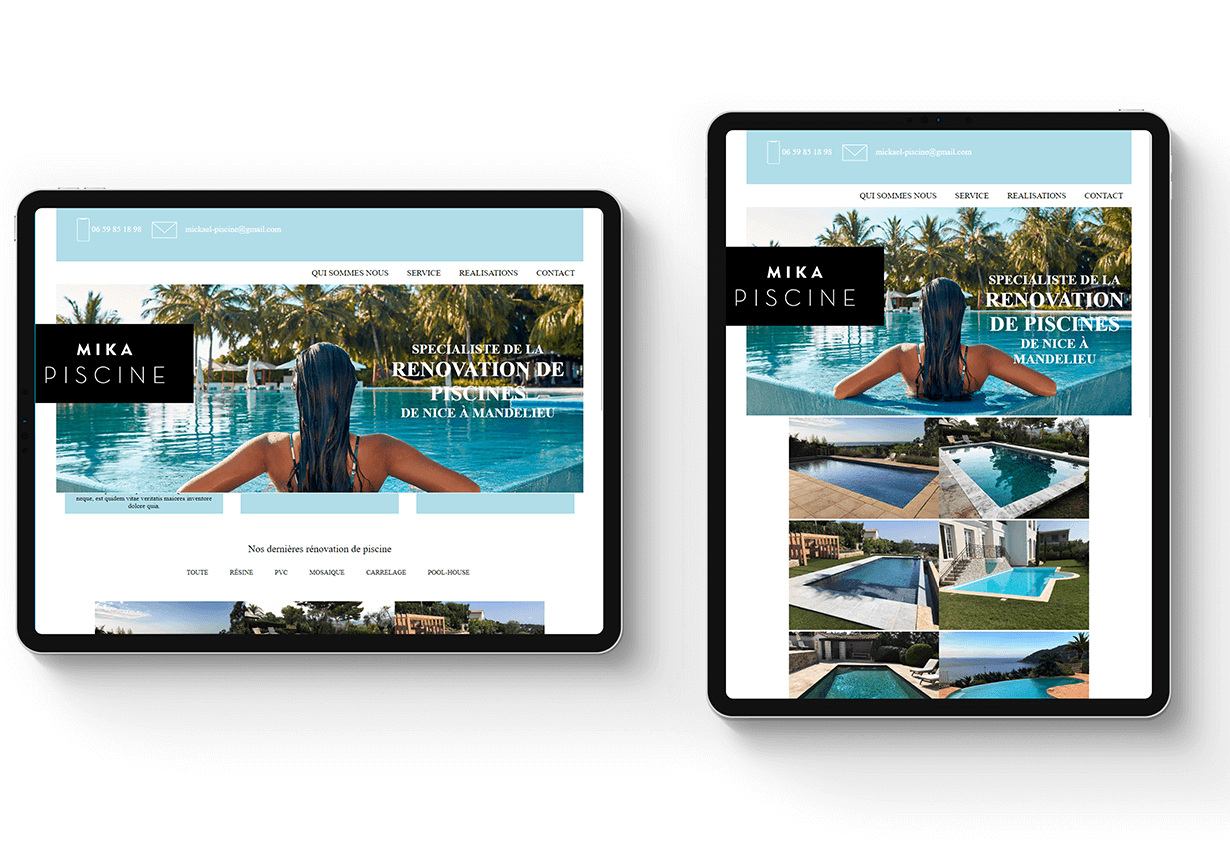 06 59 85 18 98 mickael-piscine@gmail.com
QUI SOMMES NOUS SERVICE REALISATIONS CONTACT
MIKA
PISCINE
SPECIALISTE DE LA
RENOVATION DE
PISCINES
DE NICE À MANDELIEU
neque, est quidem vitae veritatis maiores inventore
dolore quia.
Nos dernières rénovation de piscine
TOUTE RÉSINE PVC MOSAIQUE CARRELAGE POOL-HOUSE
06 59 85 18 98 mickael-piscine@gmail.com
QUI SOMMES NOUS SERVICE REALISATIONS CONTACT
MIKA
PISCINE
SPECIALISTE DE LA
RENOVATION
DE PISCINES
DE NICE À
MANDELIEU